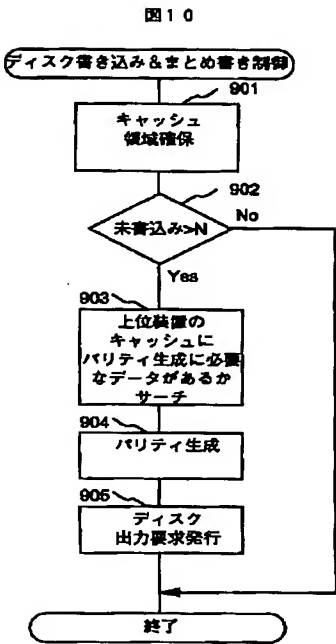 図10
ディスク書き込み&まとめ書き制御
901
キャッシュ
領域確保
902
未書込み>N
No
Yes
903
上位装置の
キャッシュに
パリティ生成に必要
なデータがあるか
サーチ
904
パリティ生成
905
ディスク
出力要求発行
終了